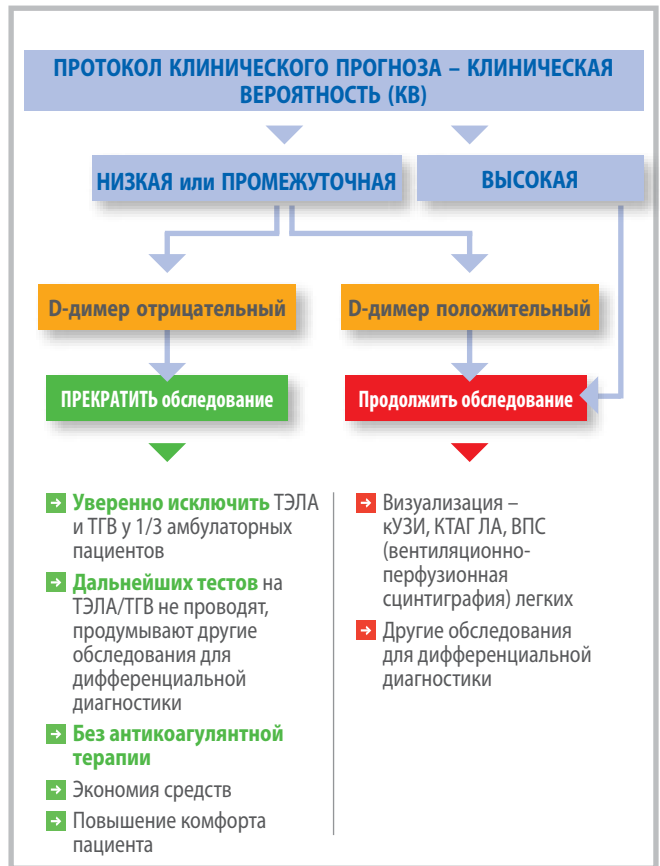 ПРОТОКОЛ КЛИНИЧЕСКОГО ПРОГНОЗА – КЛИНИЧЕСКАЯ
ВЕРОЯТНОСТЬ (КВ)
НИЗКАЯ или ПРОМЕЖУТОЧНАЯ
ВЫСОКАЯ
D-димер отрицательный
D-димер положительный
ПРЕКРАТИТЬ обследование
Продолжить обследование
Уверенно исключить ТЭЛА
и ТГВ у 1/3 амбулаторных
пациентов
Дальнейших тестов на
ТЭЛА/ТГВ не проводят,
продумывают другие
обследования для
дифференциальной
диагностики
Без антикоагулянтной
терапии
Экономия средств
Повышение комфорта
пациента
Визуализация –
кУЗИ, КТАГ ЛА, ВПС
(вентиляционно-
перфузионная
сцинтиграфия) легких
Другие обследования
для дифференциальной
диагностики